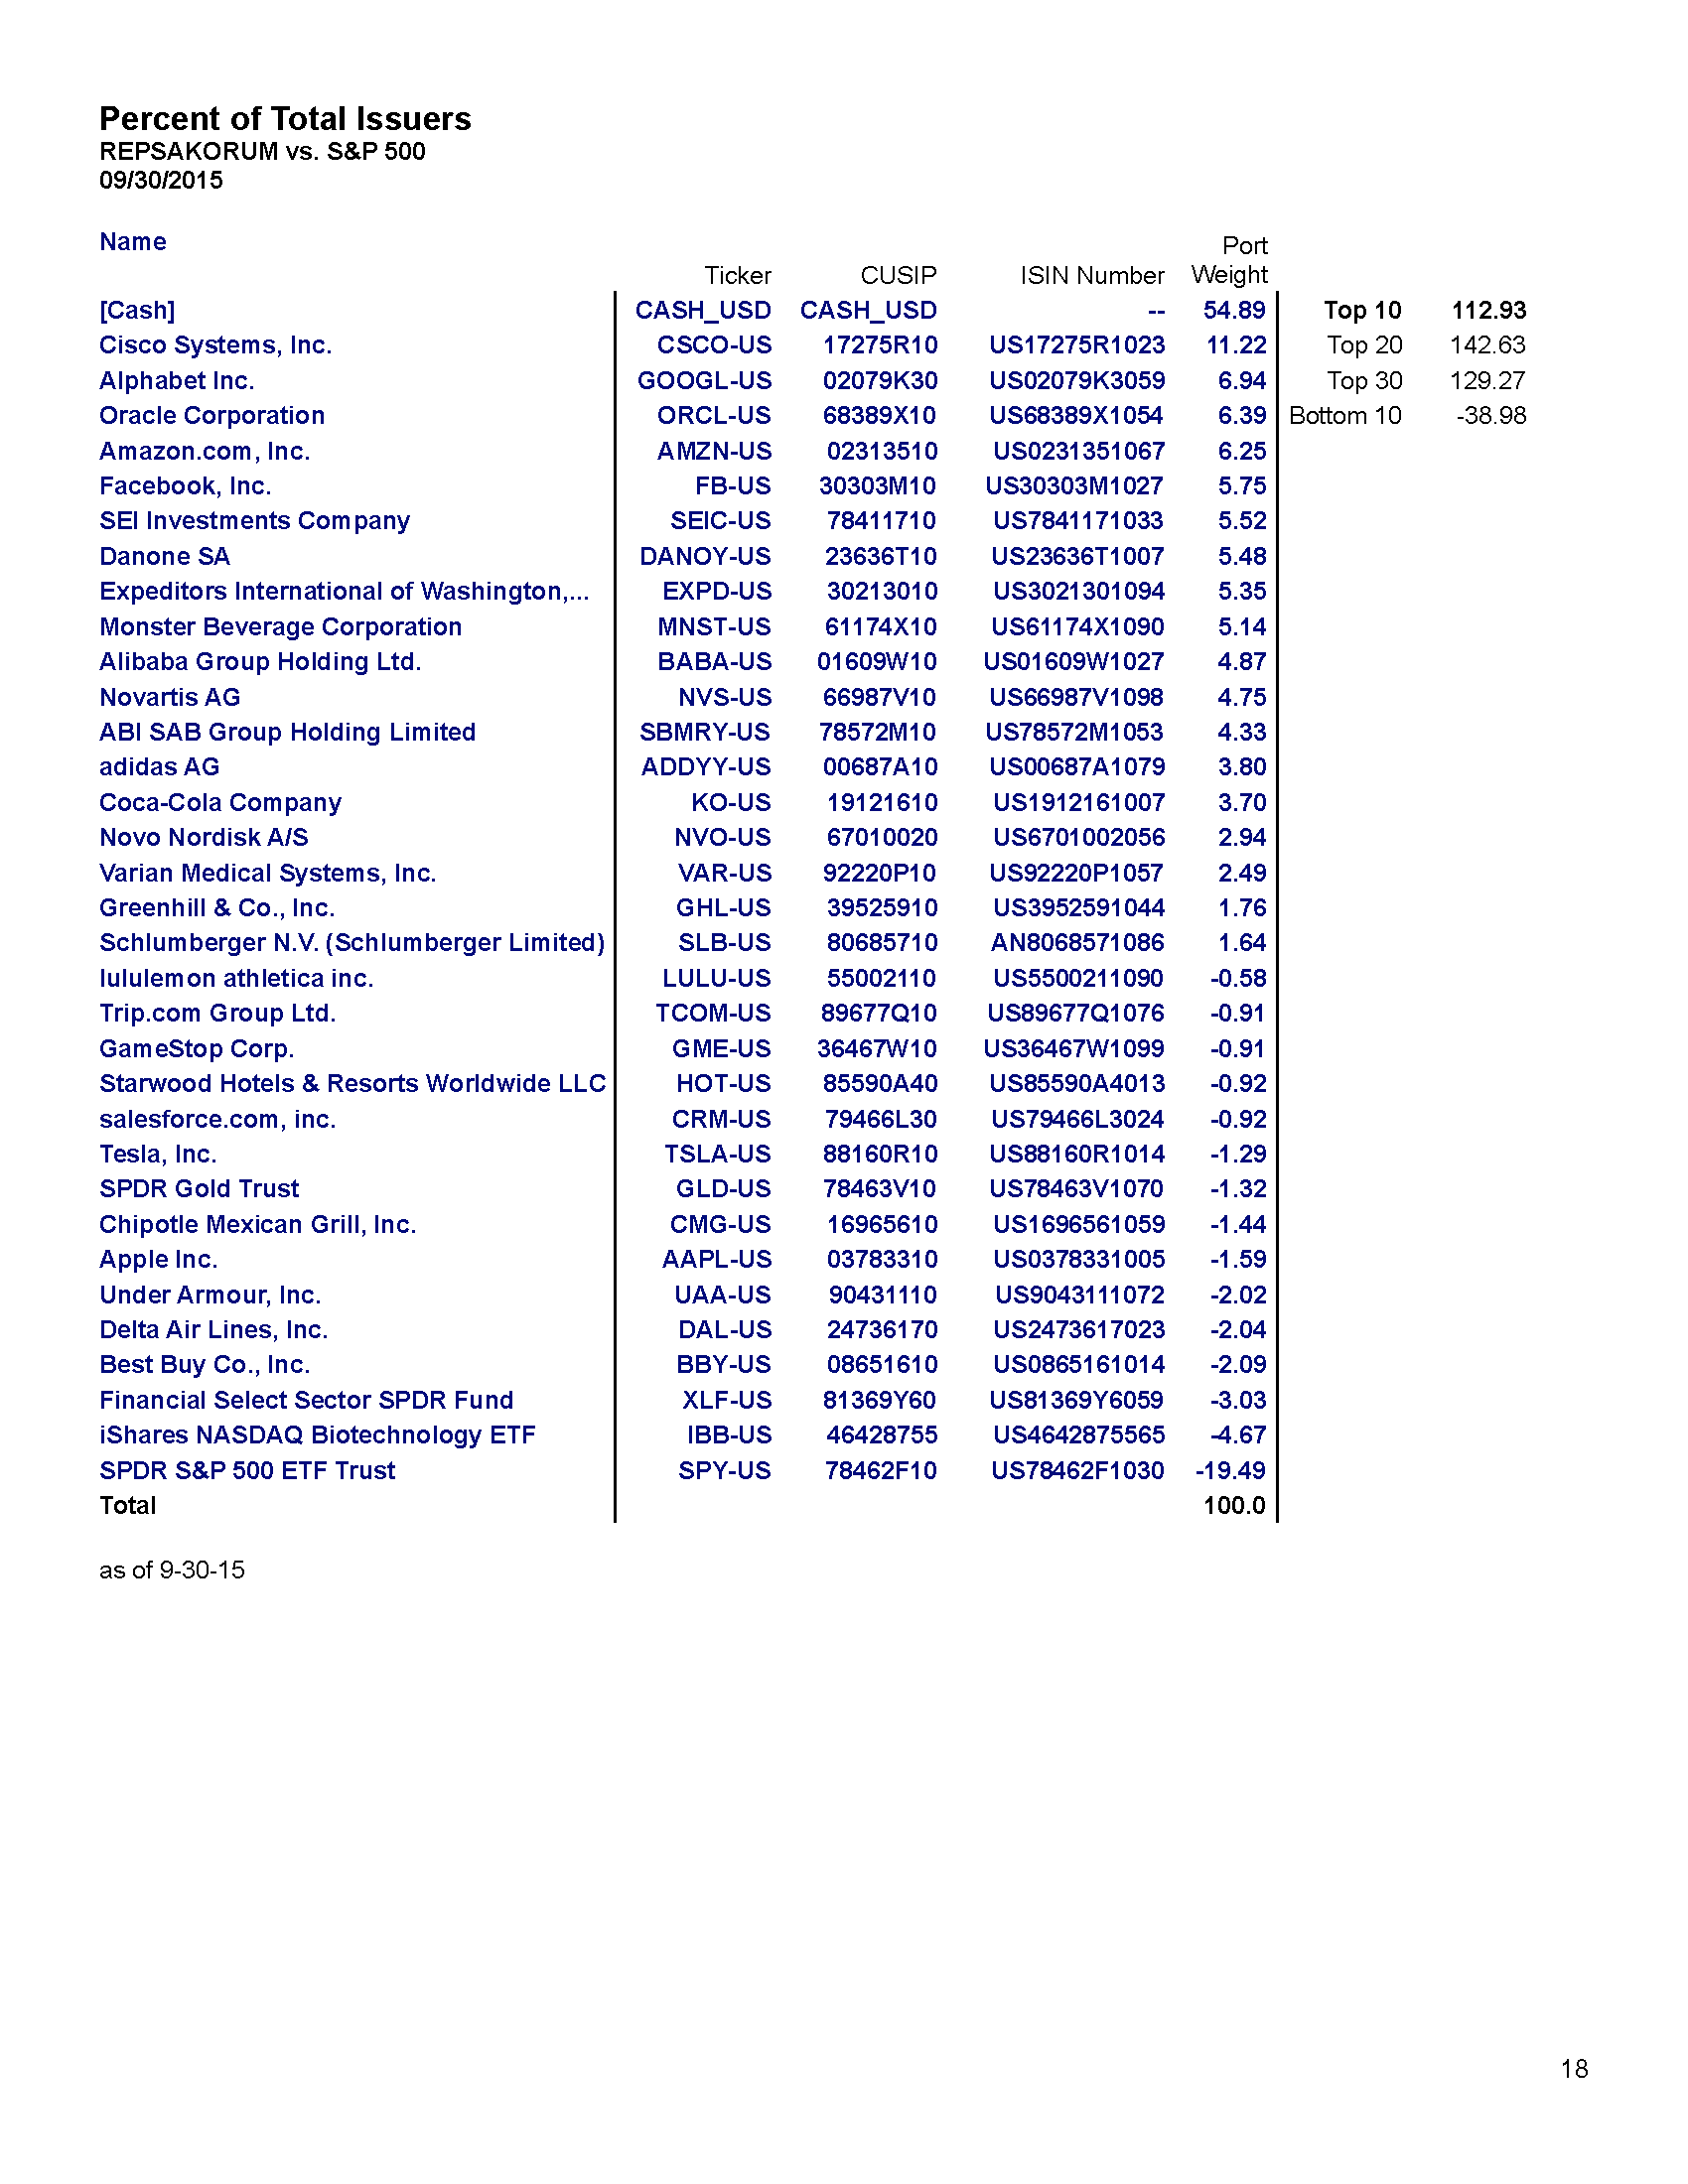 Percent of Total Issuers
REPSAKORUM vs. S&P 500
09/30/2015
Name Ticker CUSIP ISIN Number Port Weight
[Cash] CASH_USD CASH_USD -- 54.89 Top 10 112.93
Cisco Systems, Inc. CSCO-US 17275R10 US17275R1023 11.22 Top 20 142.63
Alphabet Inc. GOOGL-US 02079K30 US02079K3059 6.94 Top 30 129.27
Oracle Corporation ORCL-US 68389X10 US68389X1054 6.39 Bottom 10 -38.98
Amazon.com, Inc. AMZN-US 02313510 US0231351067 6.25
Facebook, Inc. FB-US 30303M10 US30303M1027 5.75
SEI Investments Company SEIC-US 78411710 US7841171033 5.52
Danone SA DANOY-US 23636T10 US23636T1007 5.48
Expeditors International of Washington,... EXPD-US 30213010 US3021301094 5.35
Monster Beverage Corporation MNST-US 61174X10 US61174X1090 5.14
Alibaba Group Holding Ltd. BABA-US 01609W10 US01609W1027 4.87
Novartis AG NVS-US 66987V10 US66987V1098 4.75
ABI SAB Group Holding Limited SBMRY-US 78572M10 US78572M1053 4.33
adidas AG ADDYY-US 00687A10 US00687A1079 3.80
Coca-Cola Company KO-US 19121610 US1912161007 3.70
Novo Nordisk A/S NVO-US 67010020 US6701002056 2.94
Varian Medical Systems, Inc. VAR-US 92220P10 US92220P1057 2.49
Greenhill & Co., Inc. GHL-US 39525910 US3952591044 1.76
Schlumberger N.V. (Schlumberger Limited) SLB-US 80685710 AN8068571086 1.64
lululemon athletica inc. LULU-US 55002110 US5500211090 -0.58
Trip.com Group Ltd. TCOM-US 89677Q10 US89677Q1076 -0.91
GameStop Corp. GME-US 36467W10 US36467W1099 -0.91
Starwood Hotels & Resorts Worldwide LLC HOT-US 85590A40 US85590A4013 -0.92
salesforce.com, inc. CRM-US 79466L30 US79466L3024 -0.92
Tesla, Inc. TSLA-US 88160R10 US88160R1014 -1.29
SPDR Gold Trust GLD-US 78463V10 US78463V1070 -1.32
Chipotle Mexican Grill, Inc. CMG-US 16965610 US1696561059 -1.44
Apple Inc. AAPL-US 03783310 US0378331005 -1.59
Under Armour, Inc. UAA-US 90431110 US9043111072 -2.02
Delta Air Lines, Inc. DAL-US 24736170 US2473617023 -2.04
Best Buy Co., Inc. BBY-US 08651610 US0865161014 -2.09
Financial Select Sector SPDR Fund XLF-US 81369Y60 US81369Y6059 -3.03
iShares NASDAQ Biotechnology ETF IBB-US 46428755 US4642875565 -4.67
SPDR S&P 500 ETF Trust SPY-US 78462F10 US78462F1030 -19.49
Total 100.0
as of 9-30-15
18